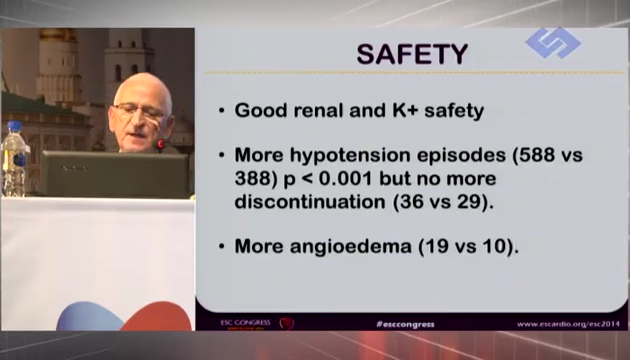 SAFETY
• Good renal and K+ safety
• More hypotension episodes (588 vs
388) p < 0.001 but no more
discontinuation (36 vs 29).
• More angioedema (19 vs 10).
ESC CONGRESS
#esccongress
www.escardio.org/esc2014